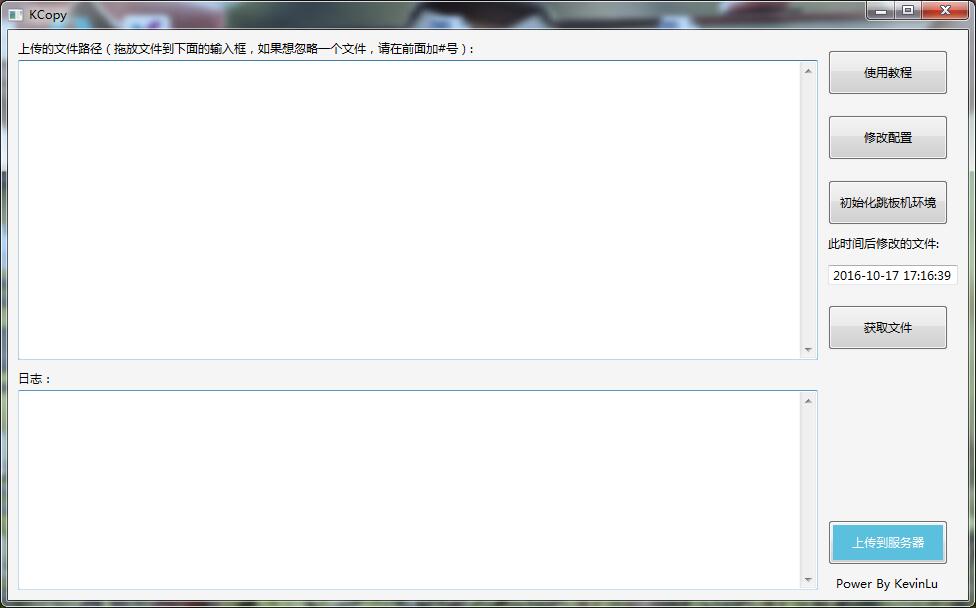 KCopy
上传的文件路径（拖放文件到下面的输入框，如果想忽略一个文件，请在前面加#号）：
使用教程
修改配置
初始化跳板机环境
此时间后修改的文件:
2016-10-17 17:16:39
获取文件
日志：
上传到服务器
Power By KevinLu